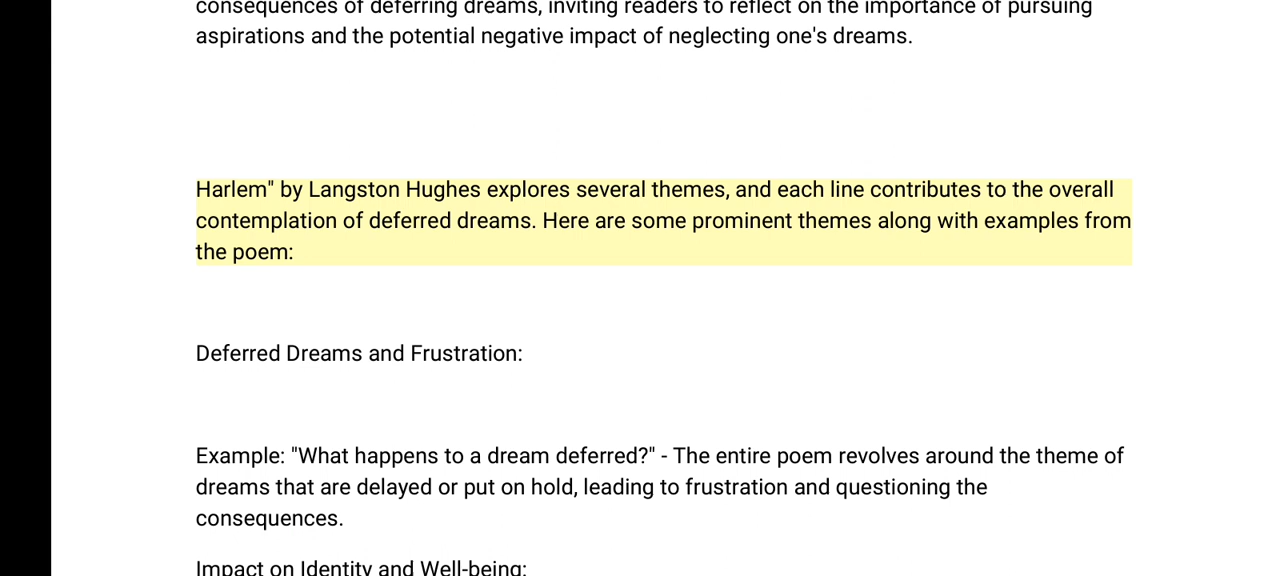 consequences of deferring dreams, inviting readers to reflect on the importance of pursuing
aspirations and the potential negative impact of neglecting one's dreams.
Harlem" by Langston Hughes explores several themes, and each line contributes to the overall
contemplation of deferred dreams. Here are some prominent themes along with examples from
the poem:
Deferred Dreams and Frustration:
Example: "What happens to a dream deferred?" - The entire poem revolves around the theme of
dreams that are delayed or put on hold, leading to frustration and questioning the
consequences.
Impact on Identity and Well-being: